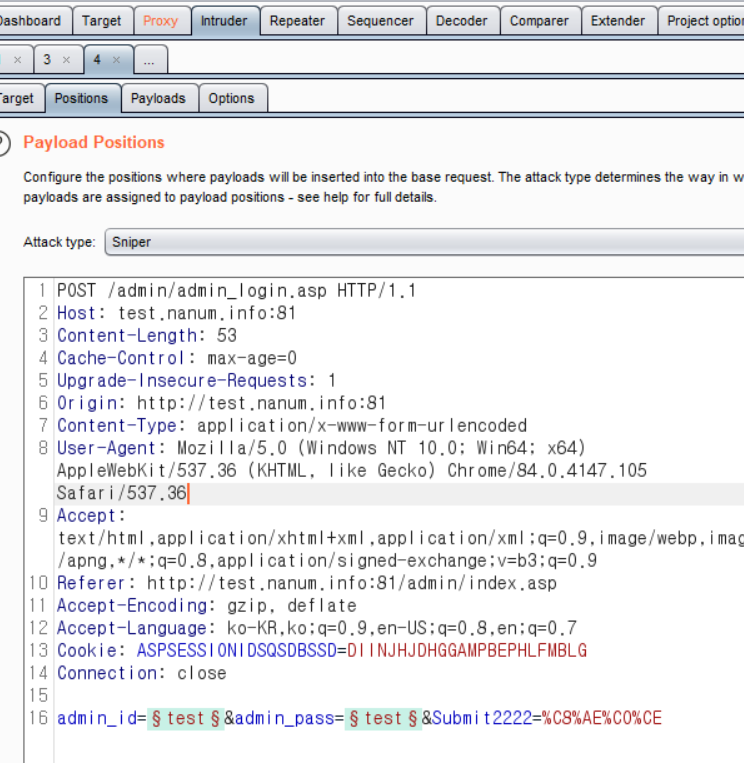 Dashboard Target Proxy Intruder Repeater Sequencer Decoder Comparer Extender Project option
× 3 × 4 × ...
Target Positions Payloads Options
? Payload Positions
Configure the positions where payloads will be inserted into the base request. The attack type determines the way in w
payloads are assigned to payload positions - see help for full details.
Attack type: Sniper
1 POST /admin/admin_login.asp HTTP/1.1
2 Host: test.nanum.info:81
3 Content-Length: 53
4 Cache-Control: max-age=0
5 Upgrade-Insecure-Requests: 1
6 Origin: http://test.nanum.info:81
7 Content-Type: application/x-www-form-urlencoded
8 User-Agent: Mozilla/5.0 (Windows NT 10.0; Win64; x64)
AppleWebKit/537.36 (KHTML, like Gecko) Chrome/84.0.4147.105
Safari/537.36
9 Accept:
text/html,application/xhtml+xml,application/xml;q=0.9,image/webp,imag
/apng,*/*;q=0.8,application/signed-exchange;v=b3;q=0.9
10 Referer: http://test.nanum.info:81/admin/index.asp
11 Accept-Encoding: gzip, deflate
12 Accept-Language: ko-KR,ko;q=0.9,en-US;q=0.8,en;q=0.7
13 Cookie: ASPSESSIONIDSQSDBSSD=DIINJHJDHGGAMPBEPHLFMBLG
14 Connection: close
15
16 admin_id=§test§&admin_pass=§test§&Submit2222=%C8%AE%C0%CE